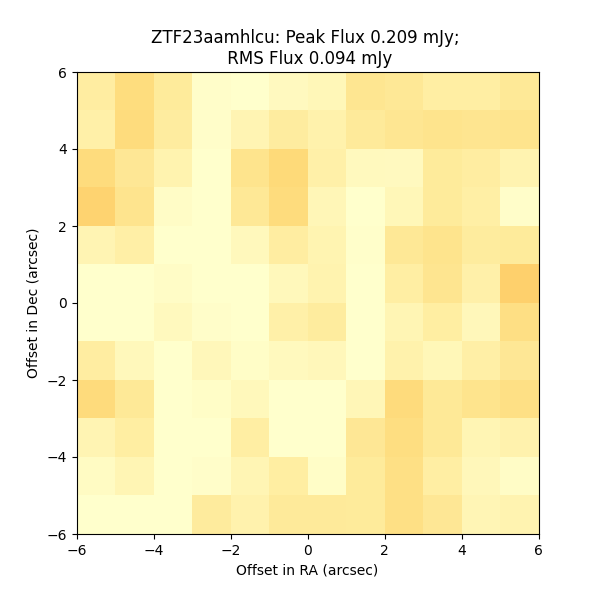 ZTF23aamhlcu: Peak Flux 0.209 mJy;
RMS Flux 0.094 mJy
6
4
2
0
−2
−4
−6
Offset in Dec (arcsec)
−6 −4 −2 0 2 4 6
Offset in RA (arcsec)